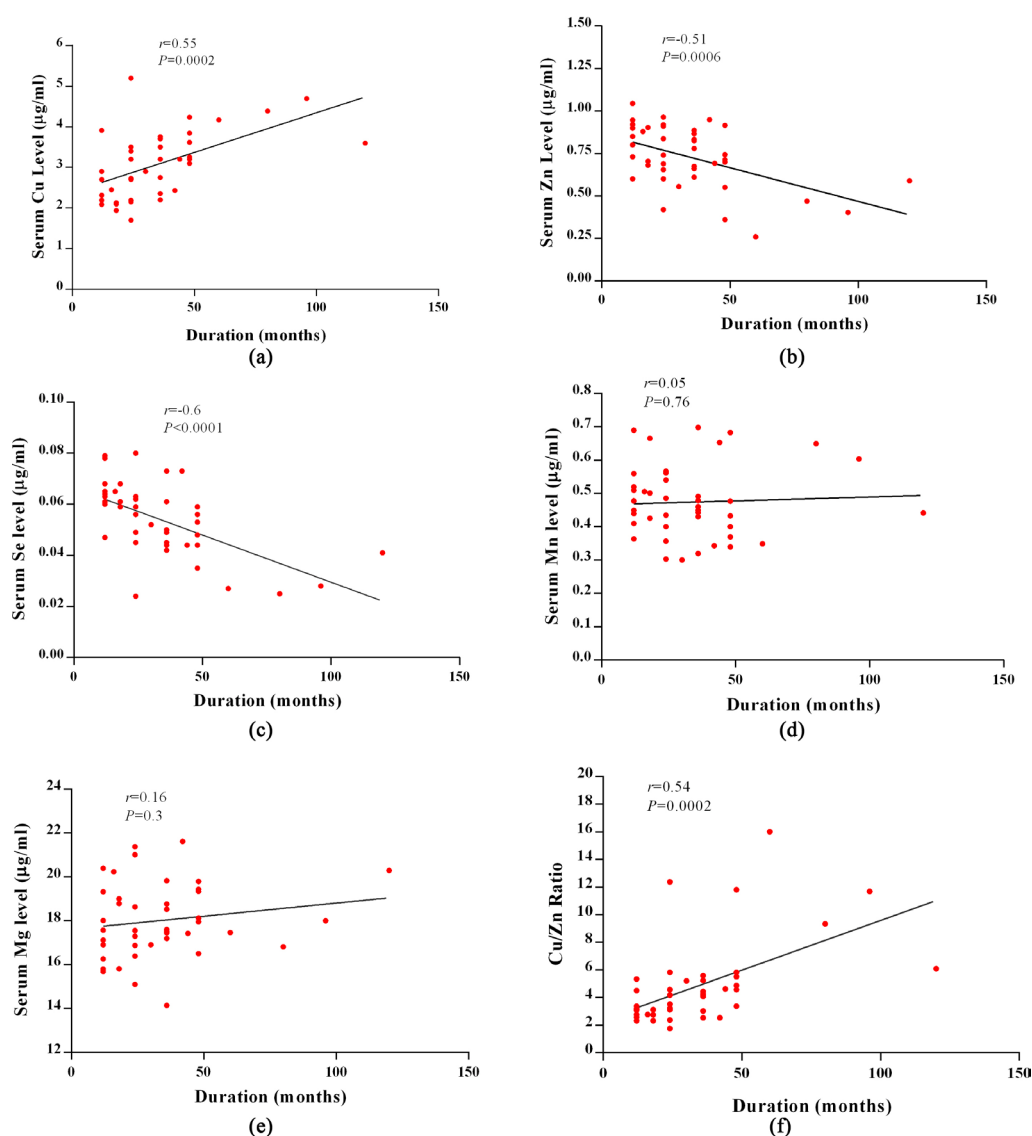 r=0.55
P=0.0002
6
5
4
3
2
1
0
Serum Cu Level (µg/ml)
0 50 100 150
Duration (months)
(a)
r=-0.51
P=0.0006
1.50
1.25
1.00
0.75
0.50
0.25
0.00
Serum Zn Level (µg/ml)
0 50 100 150
Duration (months)
(b)
r=-0.6
P<0.0001
0.10
0.08
0.06
0.04
0.02
0.00
Serum Se level (µg/ml)
0 50 100 150
Duration (months)
(c)
r=0.05
P=0.76
0.8
0.7
0.6
0.5
0.4
0.3
0.2
0.1
0.0
Serum Mn level (µg/ml)
0 50 100 150
Duration (months)
(d)
r=0.16
P=0.3
24
22
20
18
16
14
12
Serum Mg level (µg/ml)
0 50 100 150
Duration (months)
(e)
r=0.54
P=0.0002
20
18
16
14
12
10
8
6
4
2
0
Cu/Zn Ratio
0 50 100 150
Duration (months)
(f)